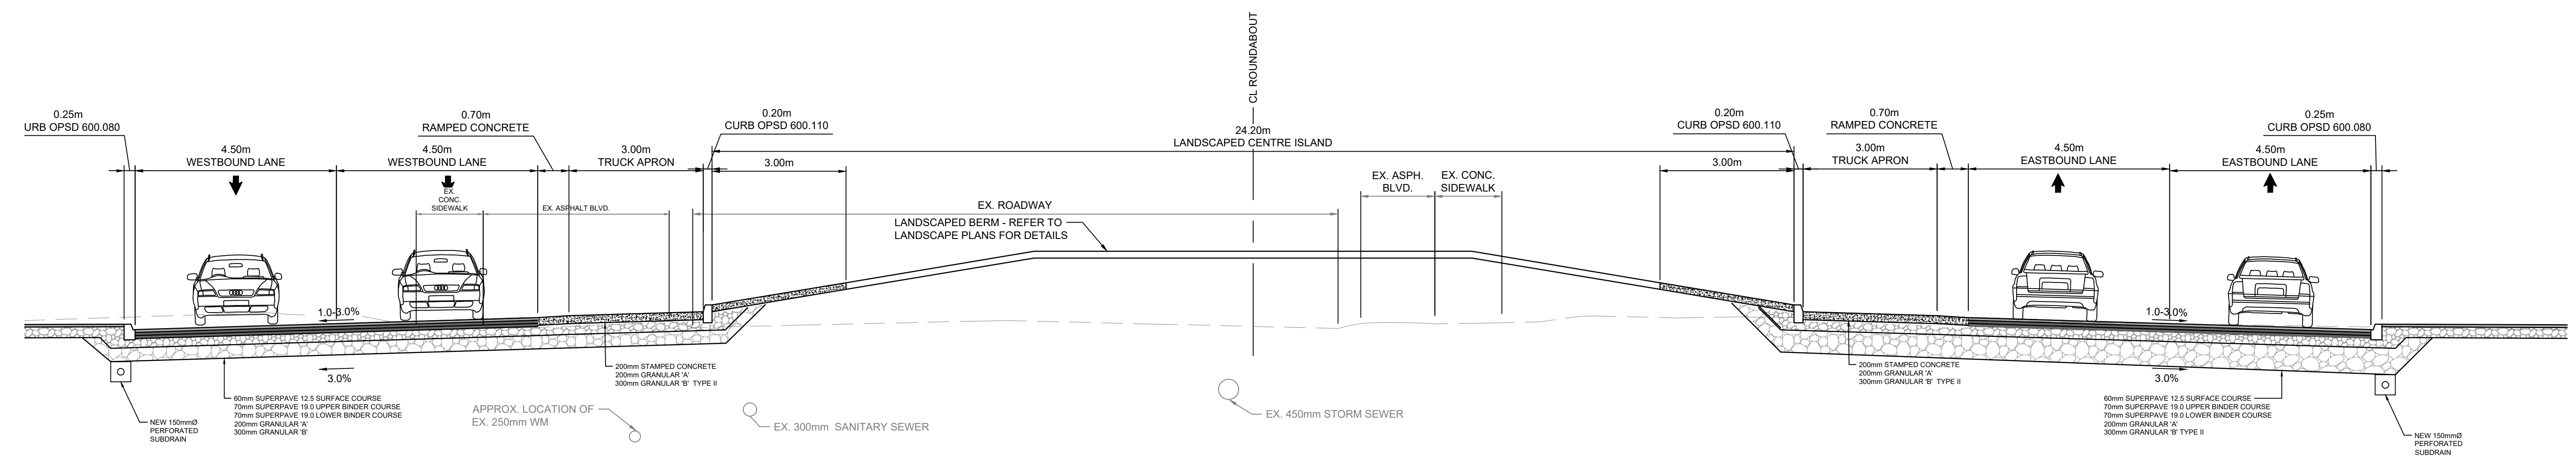 CL ROUNDABOUT
0.25m
URB OPSD 600.080
0.70m
RAMPED CONCRETE
0.20m
CURB OPSD 600.110
24.20m
LANDSCAPED CENTRE ISLAND
0.20m
CURB OPSD 600.110
0.70m
RAMPED CONCRETE
0.25m
CURB OPSD 600.080
4.50m
WESTBOUND LANE
4.50m
WESTBOUND LANE
3.00m
TRUCK APRON
3.00m
3.00m
3.00m
TRUCK APRON
4.50m
EASTBOUND LANE
4.50m
EASTBOUND LANE
EX.
CONC.
SIDEWALK
EX. ASPHALT BLVD.
EX. ROADWAY
EX. ASPH.
BLVD.
EX. CONC.
SIDEWALK
LANDSCAPED BERM - REFER TO
LANDSCAPE PLANS FOR DETAILS
1.0-3.0%
1.0-3.0%
3.0%
3.0%
200mm STAMPED CONCRETE
200mm GRANULAR 'A'
300mm GRANULAR 'B' TYPE II
200mm STAMPED CONCRETE
200mm GRANULAR 'A'
300mm GRANULAR 'B' TYPE II
NEW 150mmØ
PERFORATED
SUBDRAIN
60mm SUPERPAVE 12.5 SURFACE COURSE
70mm SUPERPAVE 19.0 UPPER BINDER COURSE
70mm SUPERPAVE 19.0 LOWER BINDER COURSE
200mm GRANULAR 'A'
300mm GRANULAR 'B'
APPROX. LOCATION OF
EX. 250mm WM
EX. 300mm SANITARY SEWER
EX. 450mm STORM SEWER
60mm SUPERPAVE 12.5 SURFACE COURSE
70mm SUPERPAVE 19.0 UPPER BINDER COURSE
70mm SUPERPAVE 19.0 LOWER BINDER COURSE
200mm GRANULAR 'A'
300mm GRANULAR 'B' TYPE II
NEW 150mmØ
PERFORATED
SUBDRAIN